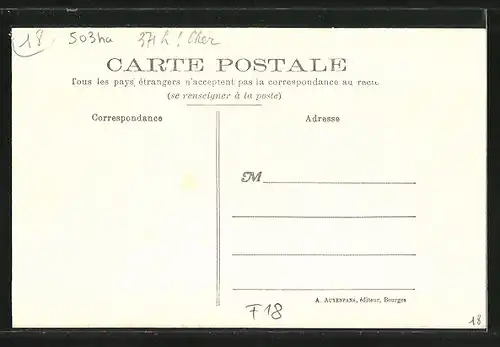 18 503ha 371h ! Cher
CARTE POSTALE
Tous les pays étrangers n'acceptent pas la correspondance au recto
(se renseigner à la poste)
Correspondance
Adresse
M
A. AUXENFANS, éditeur, Bourges
F18
18